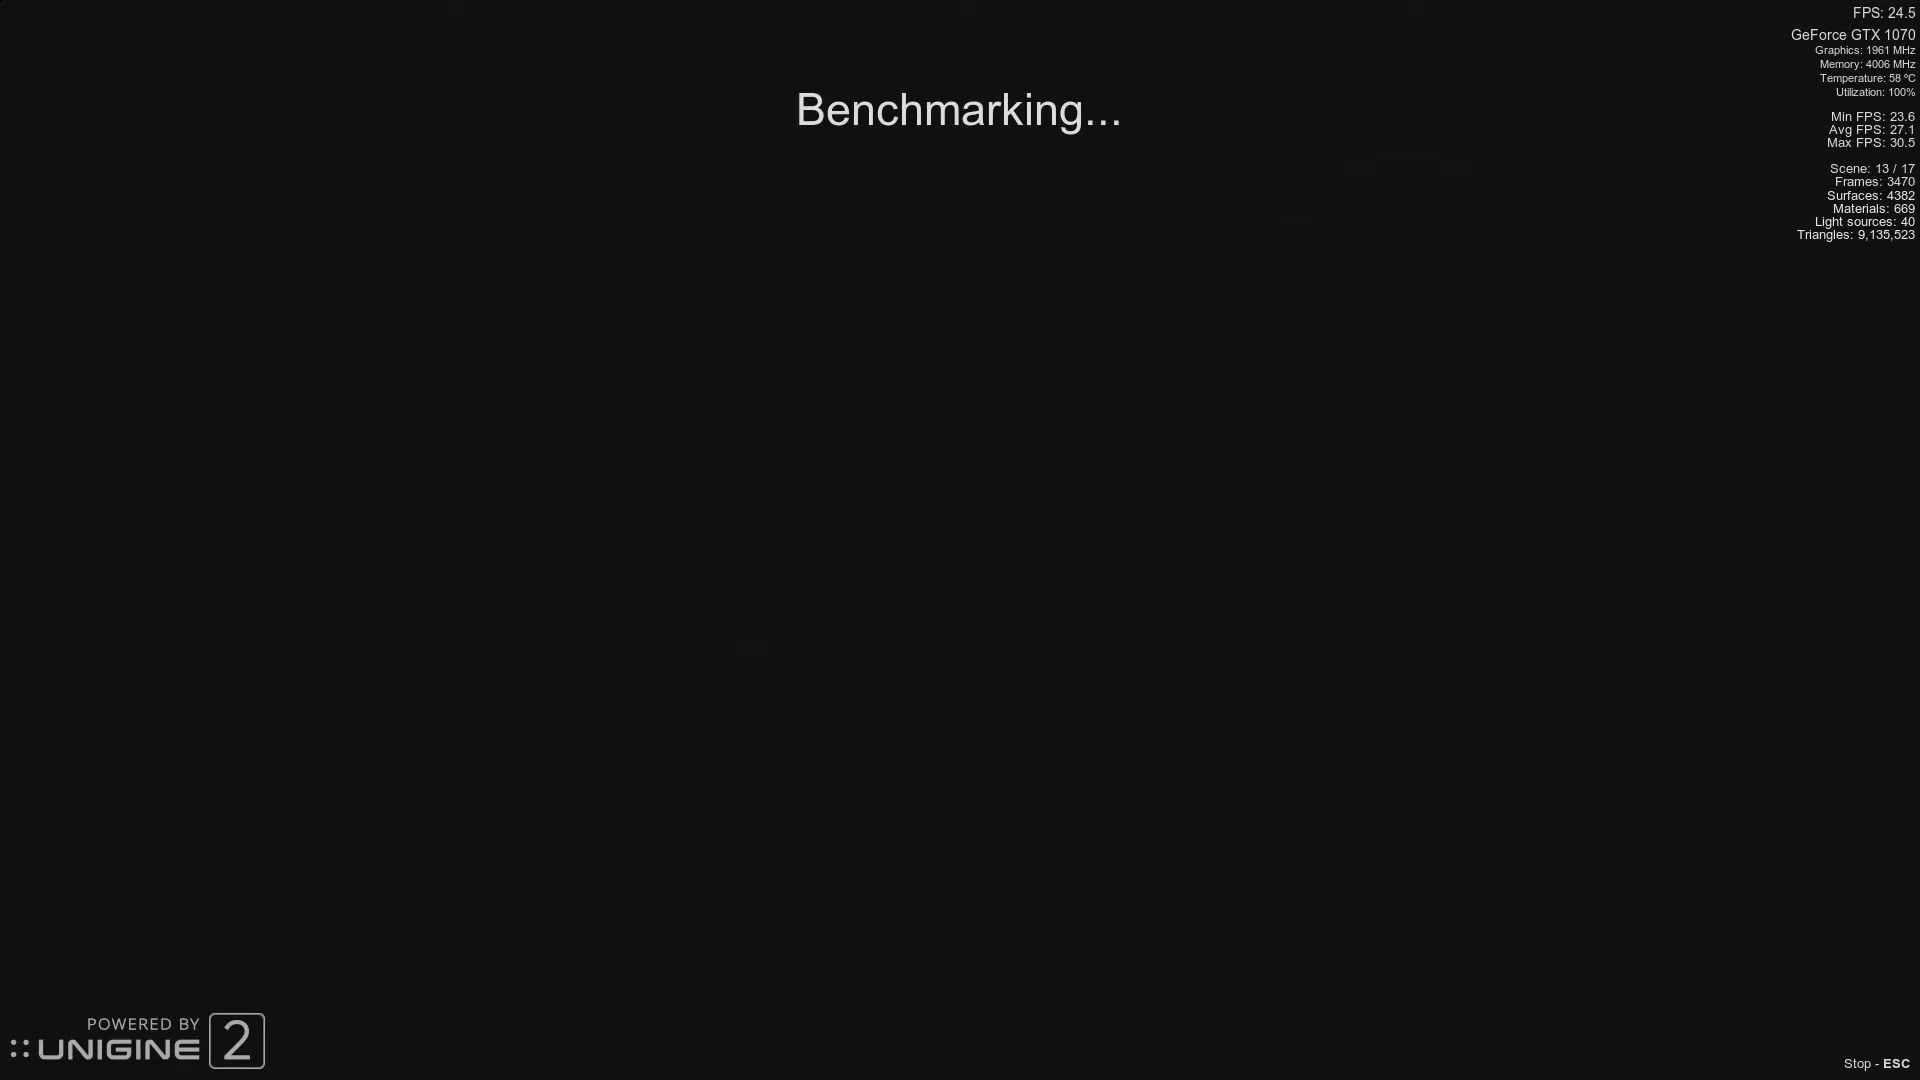 FPS: 24.5
GeForce GTX 1070
Graphics: 1961 MHz
Memory: 4006 MHz
Temperature: 58 ºC
Utilization: 100%
Benchmarking...
Min FPS: 23.6
Avg FPS: 27.1
Max FPS: 30.5
Scene: 13 / 17
Frames: 3470
Surfaces: 4382
Materials: 669
Light sources: 40
Triangles: 9,135,523
POWERED BY
UNIGINE 2
Stop - ESC